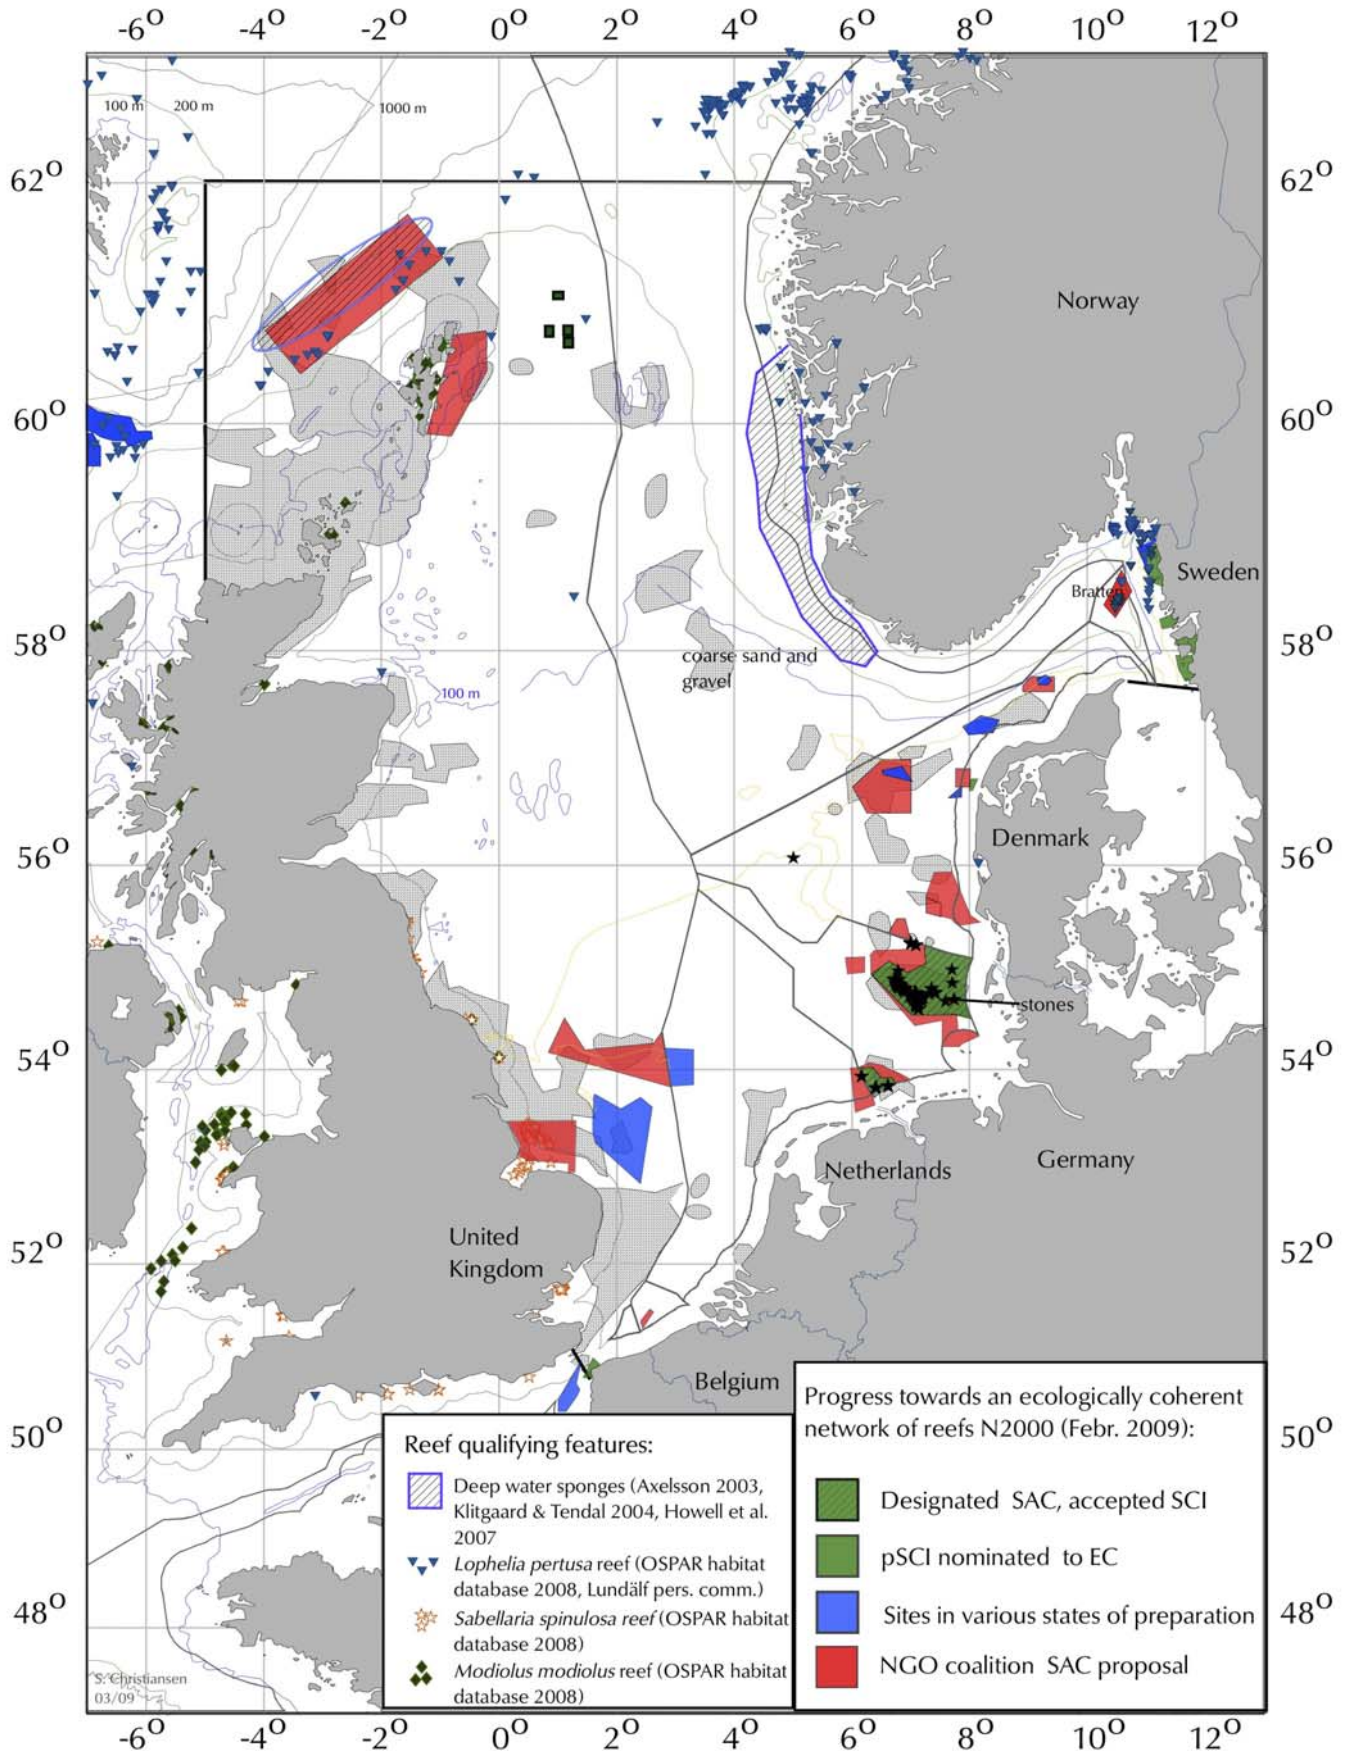 -6° -4° -2° 0° 2° 4° 6° 8° 10° 12°
100 m 200 m 1000 m
62° 62°
Norway
60° 60°
Sweden
Bratten
58° 58°
coarse sand and
gravel
100 m
Denmark
56° 56°
stones
54° 54°
Netherlands
Germany
United
Kingdom
52° 52°
Belgium
50° 50°
48° 48°
Reef qualifying features:
Deep water sponges (Axelsson 2003,
Klitgaard & Tendal 2004, Howell et al.
2007
Lophelia pertusa reef (OSPAR habitat
database 2008, Lundälf pers. comm.)
Sabellaria spinulosa reef (OSPAR habitat
database 2008)
Modiolus modiolus reef (OSPAR habitat
database 2008)
Progress towards an ecologically coherent
network of reefs N2000 (Febr. 2009):
Designated SAC, accepted SCI
pSCI nominated to EC
Sites in various states of preparation
NGO coalition SAC proposal
S. Christiansen
03/09
-6° -4° -2° 0° 2° 4° 6° 8° 10° 12°